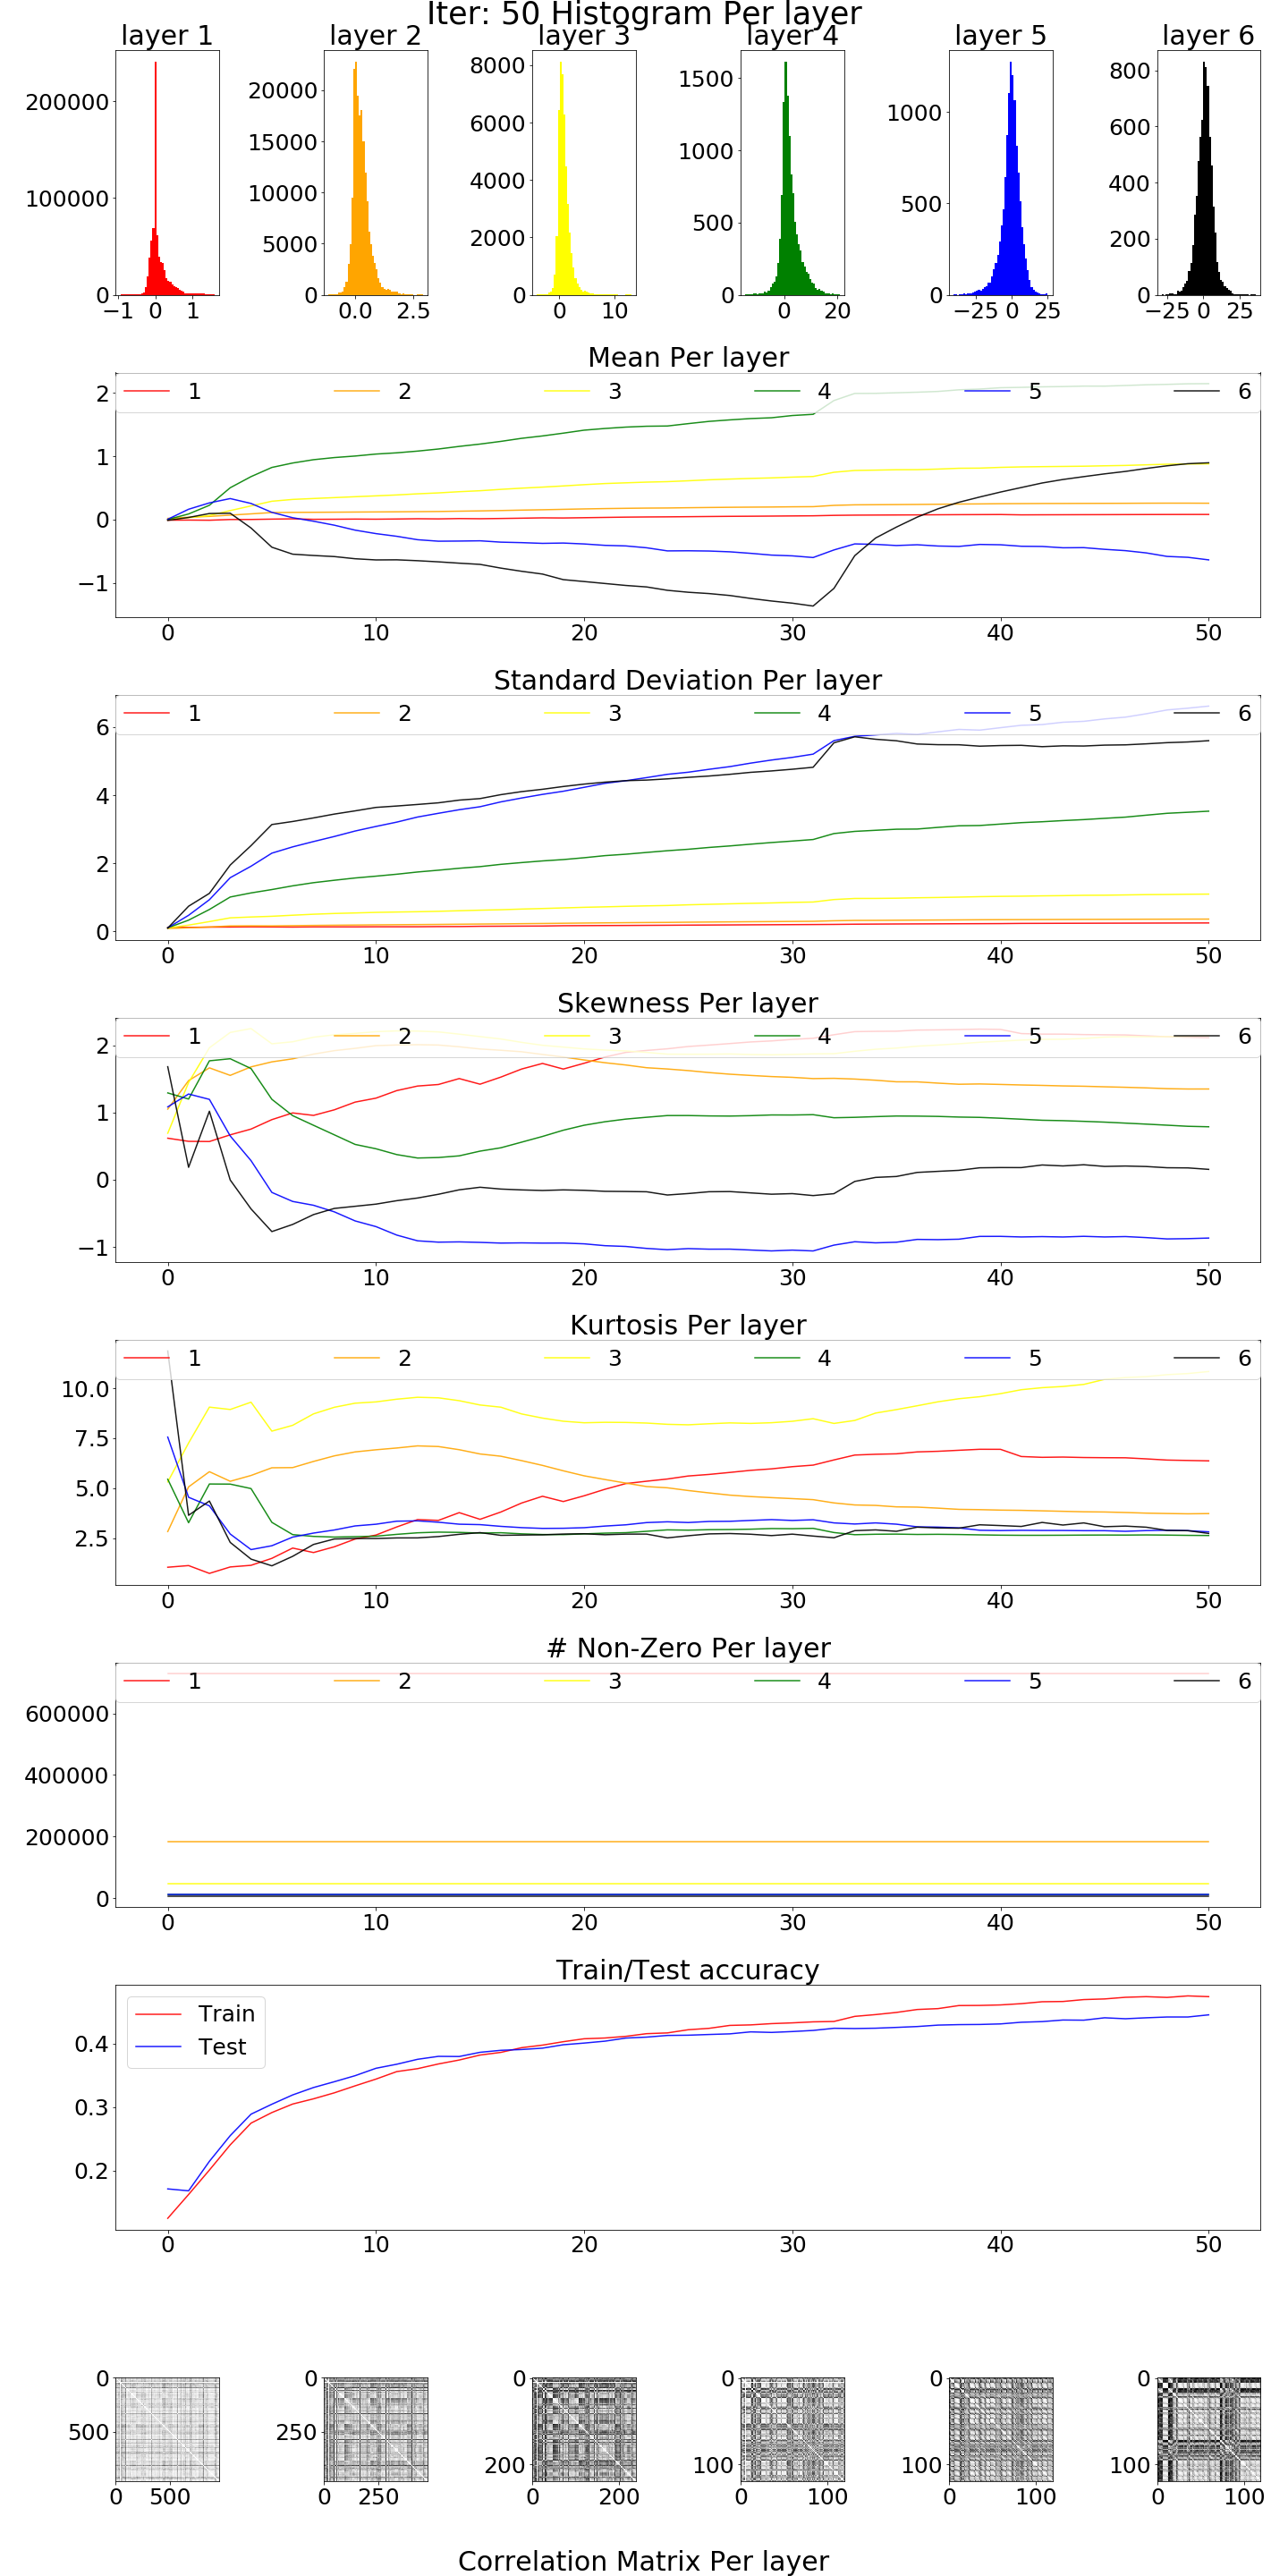 Iter: 50 Histogram Per layer
layer 1 layer 2 layer 3 layer 4 layer 5 layer 6
200000 20000 8000 1500 1000 800
100000 15000 6000 1000 500 600
0 10000 4000 500 0 400
5000 2000 0 200
0 0 0
−1 0 1 0.0 2.5 0 10 0 20 −25 0 25 −25 0 25
Mean Per layer
1 2 3 4 5 6
2
1
0
−1
0 10 20 30 40 50
Standard Deviation Per layer
1 2 3 4 5 6
6
4
2
0
0 10 20 30 40 50
Skewness Per layer
1 2 3 4 5 6
2
1
0
−1
0 10 20 30 40 50
Kurtosis Per layer
1 2 3 4 5 6
10.0
7.5
5.0
2.5
0 10 20 30 40 50
# Non-Zero Per layer
1 2 3 4 5 6
600000
400000
200000
0
0 10 20 30 40 50
Train/Test accuracy
Train
Test
0.4
0.3
0.2
0 10 20 30 40 50
0 0 0 0 0 0
500 250 200 100 100 100
0 500 0 250 0 200 0 100 0 100 0 100
Correlation Matrix Per layer